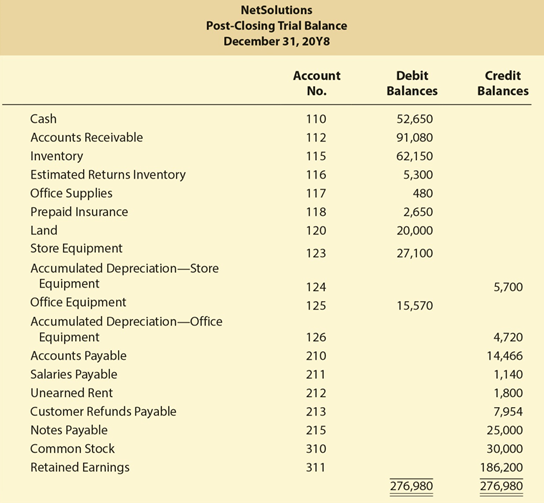 NetSolutions
Post-Closing Trial Balance
December 31, 20Y8
Account No. Debit Balances Credit Balances
Cash 110 52,650
Accounts Receivable 112 91,080
Inventory 115 62,150
Estimated Returns Inventory 116 5,300
Office Supplies 117 480
Prepaid Insurance 118 2,650
Land 120 20,000
Store Equipment 123 27,100
Accumulated Depreciation—Store
Equipment 124 5,700
Office Equipment 125 15,570
Accumulated Depreciation—Office
Equipment 126 4,720
Accounts Payable 210 14,466
Salaries Payable 211 1,140
Unearned Rent 212 1,800
Customer Refunds Payable 213 7,954
Notes Payable 215 25,000
Common Stock 310 30,000
Retained Earnings 311 186,200
276,980 276,980